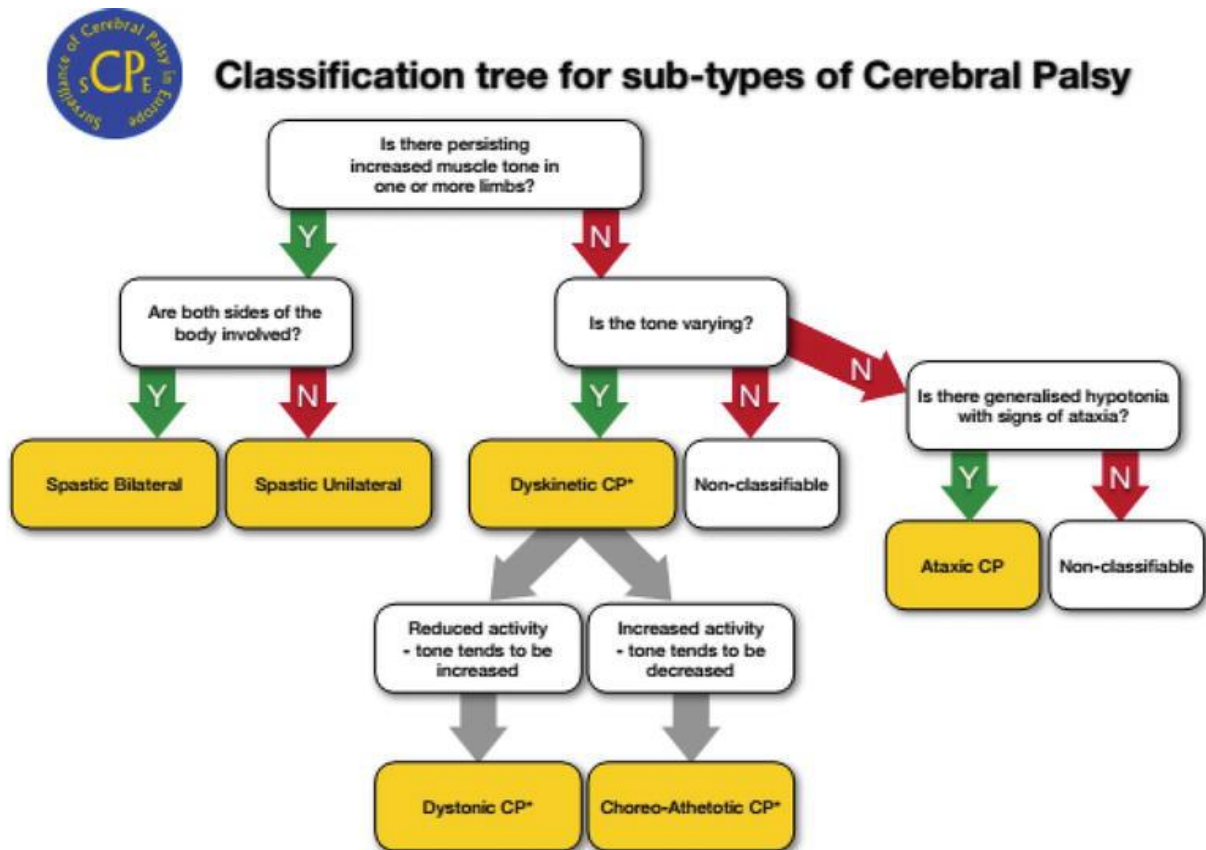 Surveillance of Cerebral Palsy in Europe
SCPE
Classification tree for sub-types of Cerebral Palsy
Is there persisting
increased muscle tone in
one or more limbs?
Y
N
Are both sides of the
body involved?
Is the tone varying?
Y
N
Y
N
N
Is there generalised hypotonia
with signs of ataxia?
Spastic Bilateral
Spastic Unilateral
Dyskinetic CP*
Non-classifiable
Y
N
Ataxic CP
Non-classifiable
Reduced activity
- tone tends to be
increased
Increased activity
- tone tends to be
decreased
Dystonic CP*
Choreo-Athetotic CP*